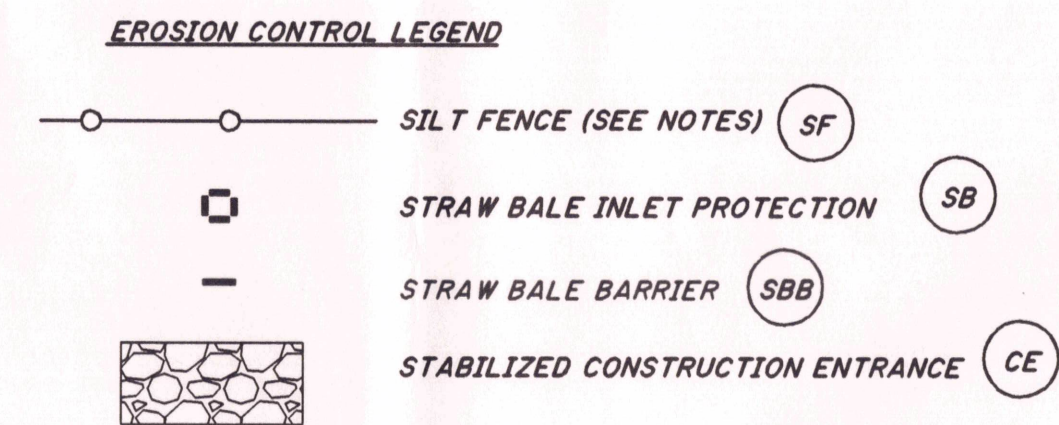 EROSION CONTROL LEGEND
SILT FENCE (SEE NOTES) SF
STRAW BALE INLET PROTECTION SB
STRAW BALE BARRIER SBB
STABILIZED CONSTRUCTION ENTRANCE CE